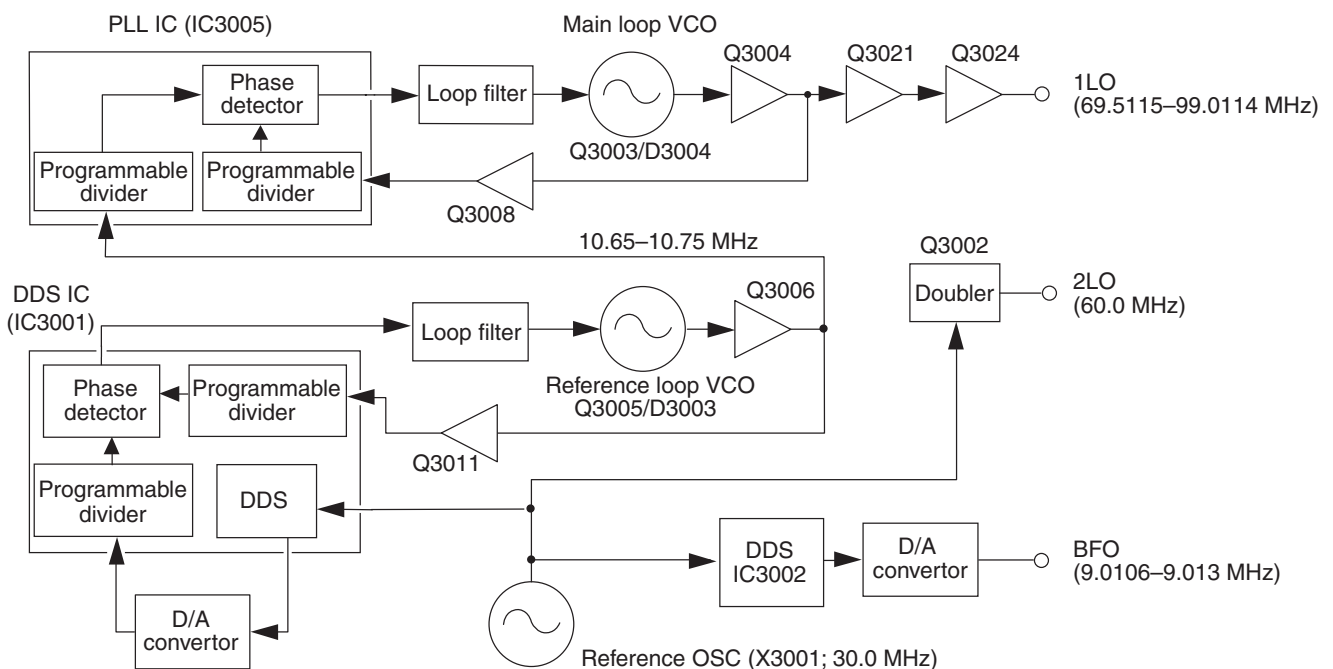 PLL IC (IC3005)
Main loop VCO
Phase
detector
Loop filter
Q3003/D3004
Q3004
Q3021
Q3024
1LO
(69.5115–99.0114 MHz)
Programmable
divider
Programmable
divider
Q3008
10.65–10.75 MHz
DDS IC
(IC3001)
Loop filter
Reference loop VCO
Q3005/D3003
Q3006
Q3002
Doubler
2LO
(60.0 MHz)
Phase
detector
Programmable
divider
Q3011
Programmable
divider
DDS
D/A
convertor
DDS
IC3002
D/A
convertor
BFO
(9.0106–9.013 MHz)
Reference OSC (X3001; 30.0 MHz)